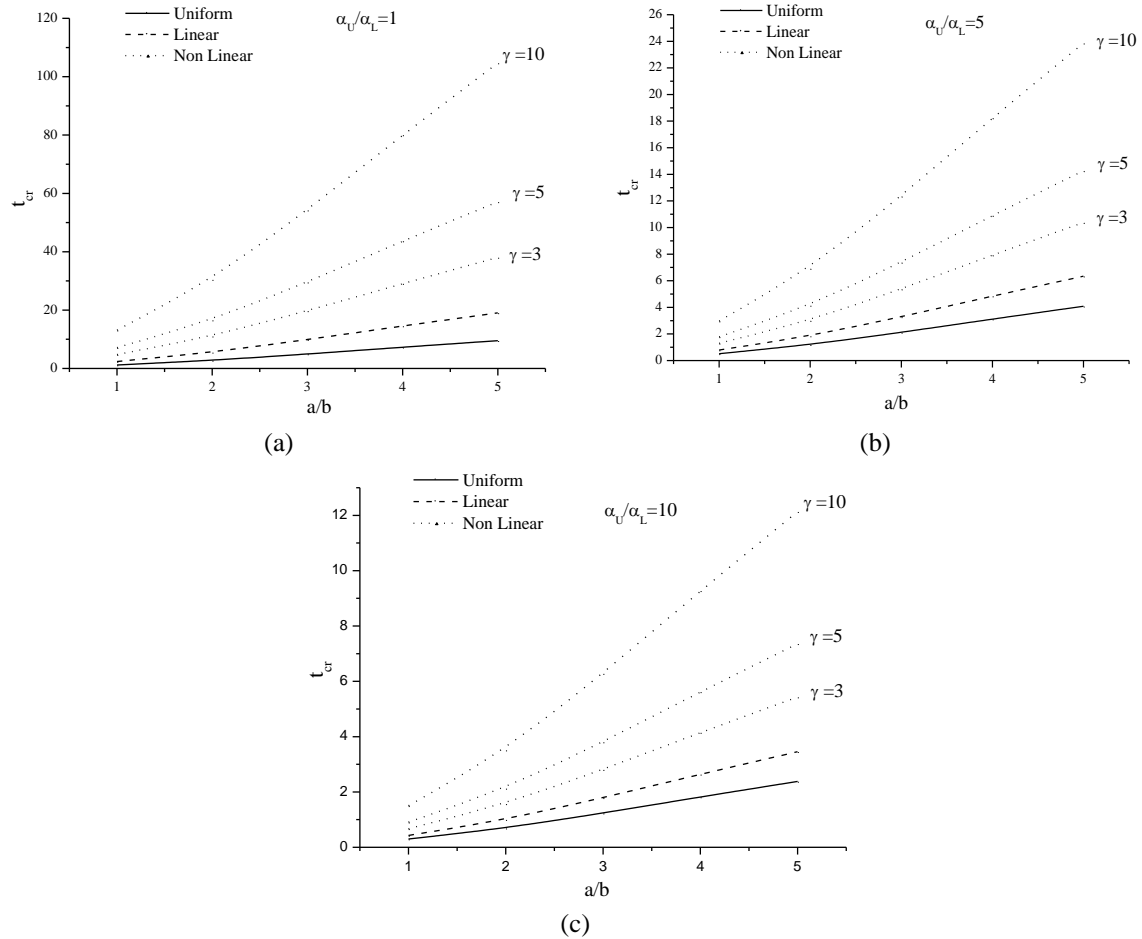 Uniform
Linear
Non Linear
α_U/α_L=1
120
100
80
60
40
20
0
t_cr
γ =10
γ =5
γ =3
1 2 3 4 5
a/b
(a)
Uniform
Linear
Non Linear
α_U/α_L=5
26
24
22
20
18
16
14
12
10
8
6
4
2
0
t_cr
γ =10
γ =5
γ =3
1 2 3 4 5
a/b
(b)
Uniform
Linear
Non Linear
α_U/α_L=10
12
10
8
6
4
2
0
t_cr
γ =10
γ =5
γ =3
1 2 3 4 5
a/b
(c)